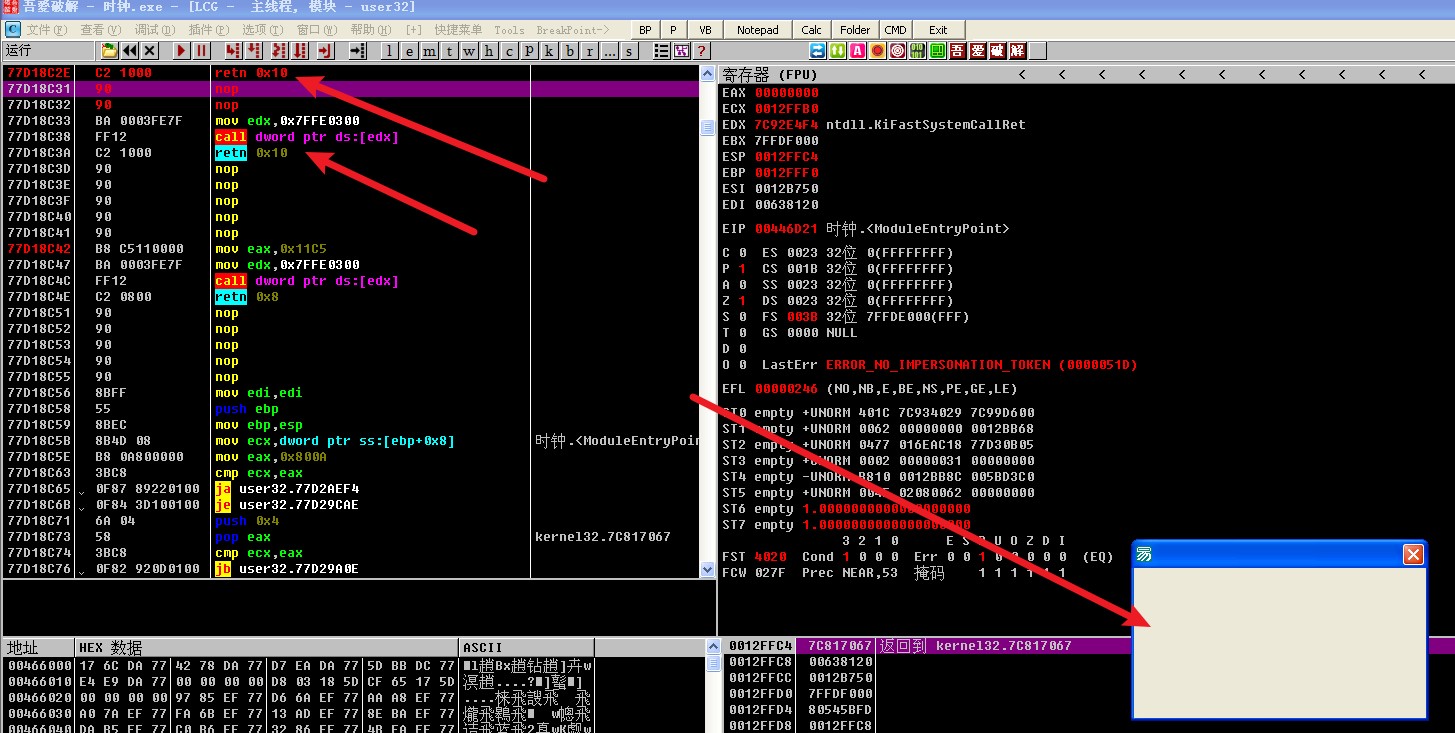 吾爱破解 - 时钟.exe - [LCG - 主线程, 模块 - user32]
C 文件(F) 查看(V) 调试(D) 插件(P) 选项(T) 窗口(W) 帮助(H) [+] 快捷菜单 Tools BreakPoint-> BP P VB Notepad Calc Folder CMD Exit
运行 l e m t w h c p k b r ... s ? 吾 爱 破 解
77D18C2E C2 1000 retn 0x10
77D18C31 90 nop
77D18C32 90 nop
77D18C33 BA 0003FE7F mov edx,0x7FFE0300
77D18C38 FF12 call dword ptr ds:[edx]
77D18C3A C2 1000 retn 0x10
77D18C3D 90 nop
77D18C3E 90 nop
77D18C3F 90 nop
77D18C40 90 nop
77D18C41 90 nop
77D18C42 B8 C5110000 mov eax,0x11C5
77D18C47 BA 0003FE7F mov edx,0x7FFE0300
77D18C4C FF12 call dword ptr ds:[edx]
77D18C4E C2 0800 retn 0x8
77D18C51 90 nop
77D18C52 90 nop
77D18C53 90 nop
77D18C54 90 nop
77D18C55 90 nop
77D18C56 8BFF mov edi,edi
77D18C58 55 push ebp
77D18C59 8BEC mov ebp,esp
77D18C5B 8B4D 08 mov ecx,dword ptr ss:[ebp+0x8] 时钟.<ModuleEntryPoin
77D18C5E B8 0A800000 mov eax,0x800A
77D18C63 3BC8 cmp ecx,eax
77D18C65 0F87 89220100 ja user32.77D2AEF4
77D18C6B 0F84 3D100100 je user32.77D29CAE
77D18C71 6A 04 push 0x4
77D18C73 58 pop eax kernel32.7C817067
77D18C74 3BC8 cmp ecx,eax
77D18C76 0F82 920D0100 jb user32.77D29A0E
寄存器 (FPU) < < < < < < < < < < <
EAX 00000000
ECX 0012FFB0
EDX 7C92E4F4 ntdll.KiFastSystemCallRet
EBX 7FFDF000
ESP 0012FFC4
EBP 0012FFF0
ESI 0012B750
EDI 00638120
EIP 00446D21 时钟.<ModuleEntryPoint>
C 0 ES 0023 32位 0(FFFFFFFF)
P 1 CS 001B 32位 0(FFFFFFFF)
A 0 SS 0023 32位 0(FFFFFFFF)
Z 1 DS 0023 32位 0(FFFFFFFF)
S 0 FS 003B 32位 7FFDE000(FFF)
T 0 GS 0000 NULL
D 0
O 0 LastErr ERROR_NO_IMPERSONATION_TOKEN (0000051D)
EFL 00000246 (NO,NB,E,BE,NS,PE,GE,LE)
ST0 empty +UNORM 401C 7C934029 7C99D600
ST1 empty +UNORM 0062 00000000 0012BB68
ST2 empty +UNORM 0477 016EAC18 77D30B05
ST3 empty +UNORM 0002 00000031 00000000
ST4 empty -UNORM B810 0012BB8C 005BD3C0
ST5 empty +UNORM 02080062 00000000
ST6 empty 1.0000000000000000000
ST7 empty 1.0000000000000000000
3 2 1 0 E S P U O Z D I
FST 4020 Cond 1 0 0 0 Err 0 0 1 0 0 0 0 0 (EQ)
FCW 027F Prec NEAR,53 掩码 1 1 1 1 1 1
易
地址 HEX 数据 ASCII
00466000 17 6C DA 77 42 78 DA 77 D7 EA DA 77 5D BB DC 77
00466010 E4 E9 DA 77 00 00 00 00 D8 03 18 5D CF 65 17 5D
00466020 00 00 00 00 97 85 EF 77 D6 6A EF 77 AA A8 EF 77
00466030 A0 7A EF 77 FA 6B EF 77 13 AD EF 77 8E BA EF 77
00466040 DA B5 EF 77 C0 B6 EF 77 32 86 EF 77 4B FA EF 77
0012FFC4 7C817067 返回到 kernel32.7C817067
0012FFC8 00638120
0012FFCC 0012B750
0012FFD0 7FFDF000
0012FFD4 80545BFD
0012FFD8 0012FFC8